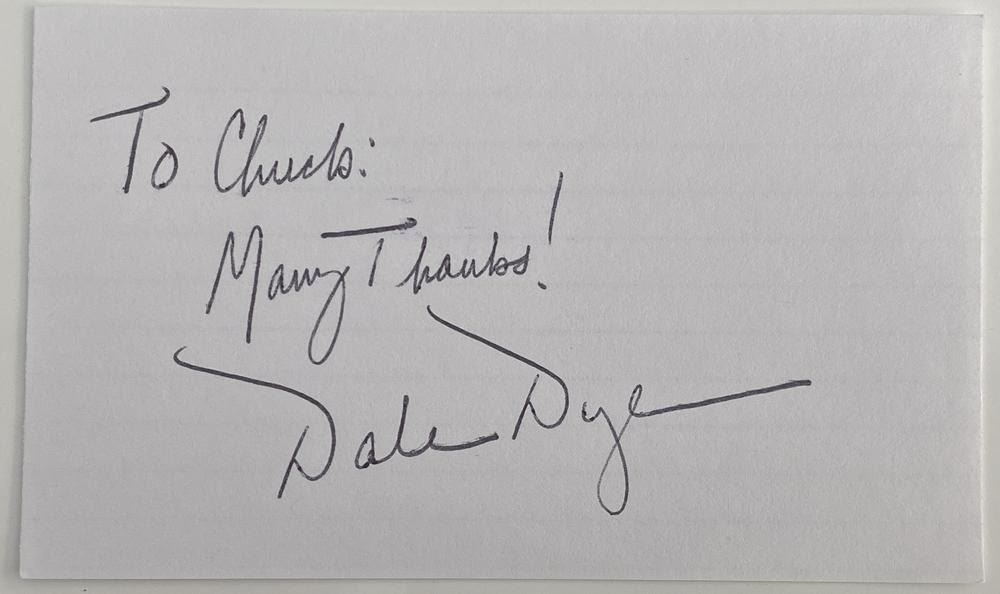 To Chuck:
Many Thanks!
Dale Dye